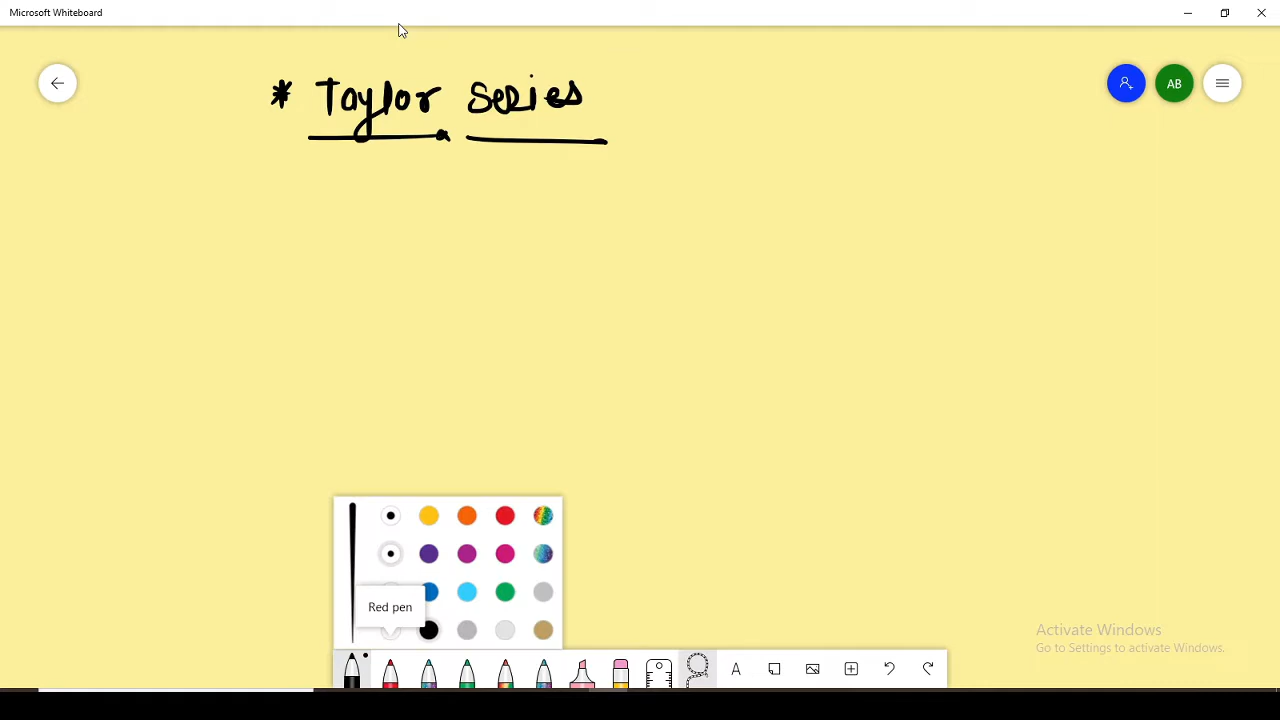 Microsoft Whiteboard
* Taylor Series
AB
Red pen
A
Activate Windows
Go to Settings to activate Windows.